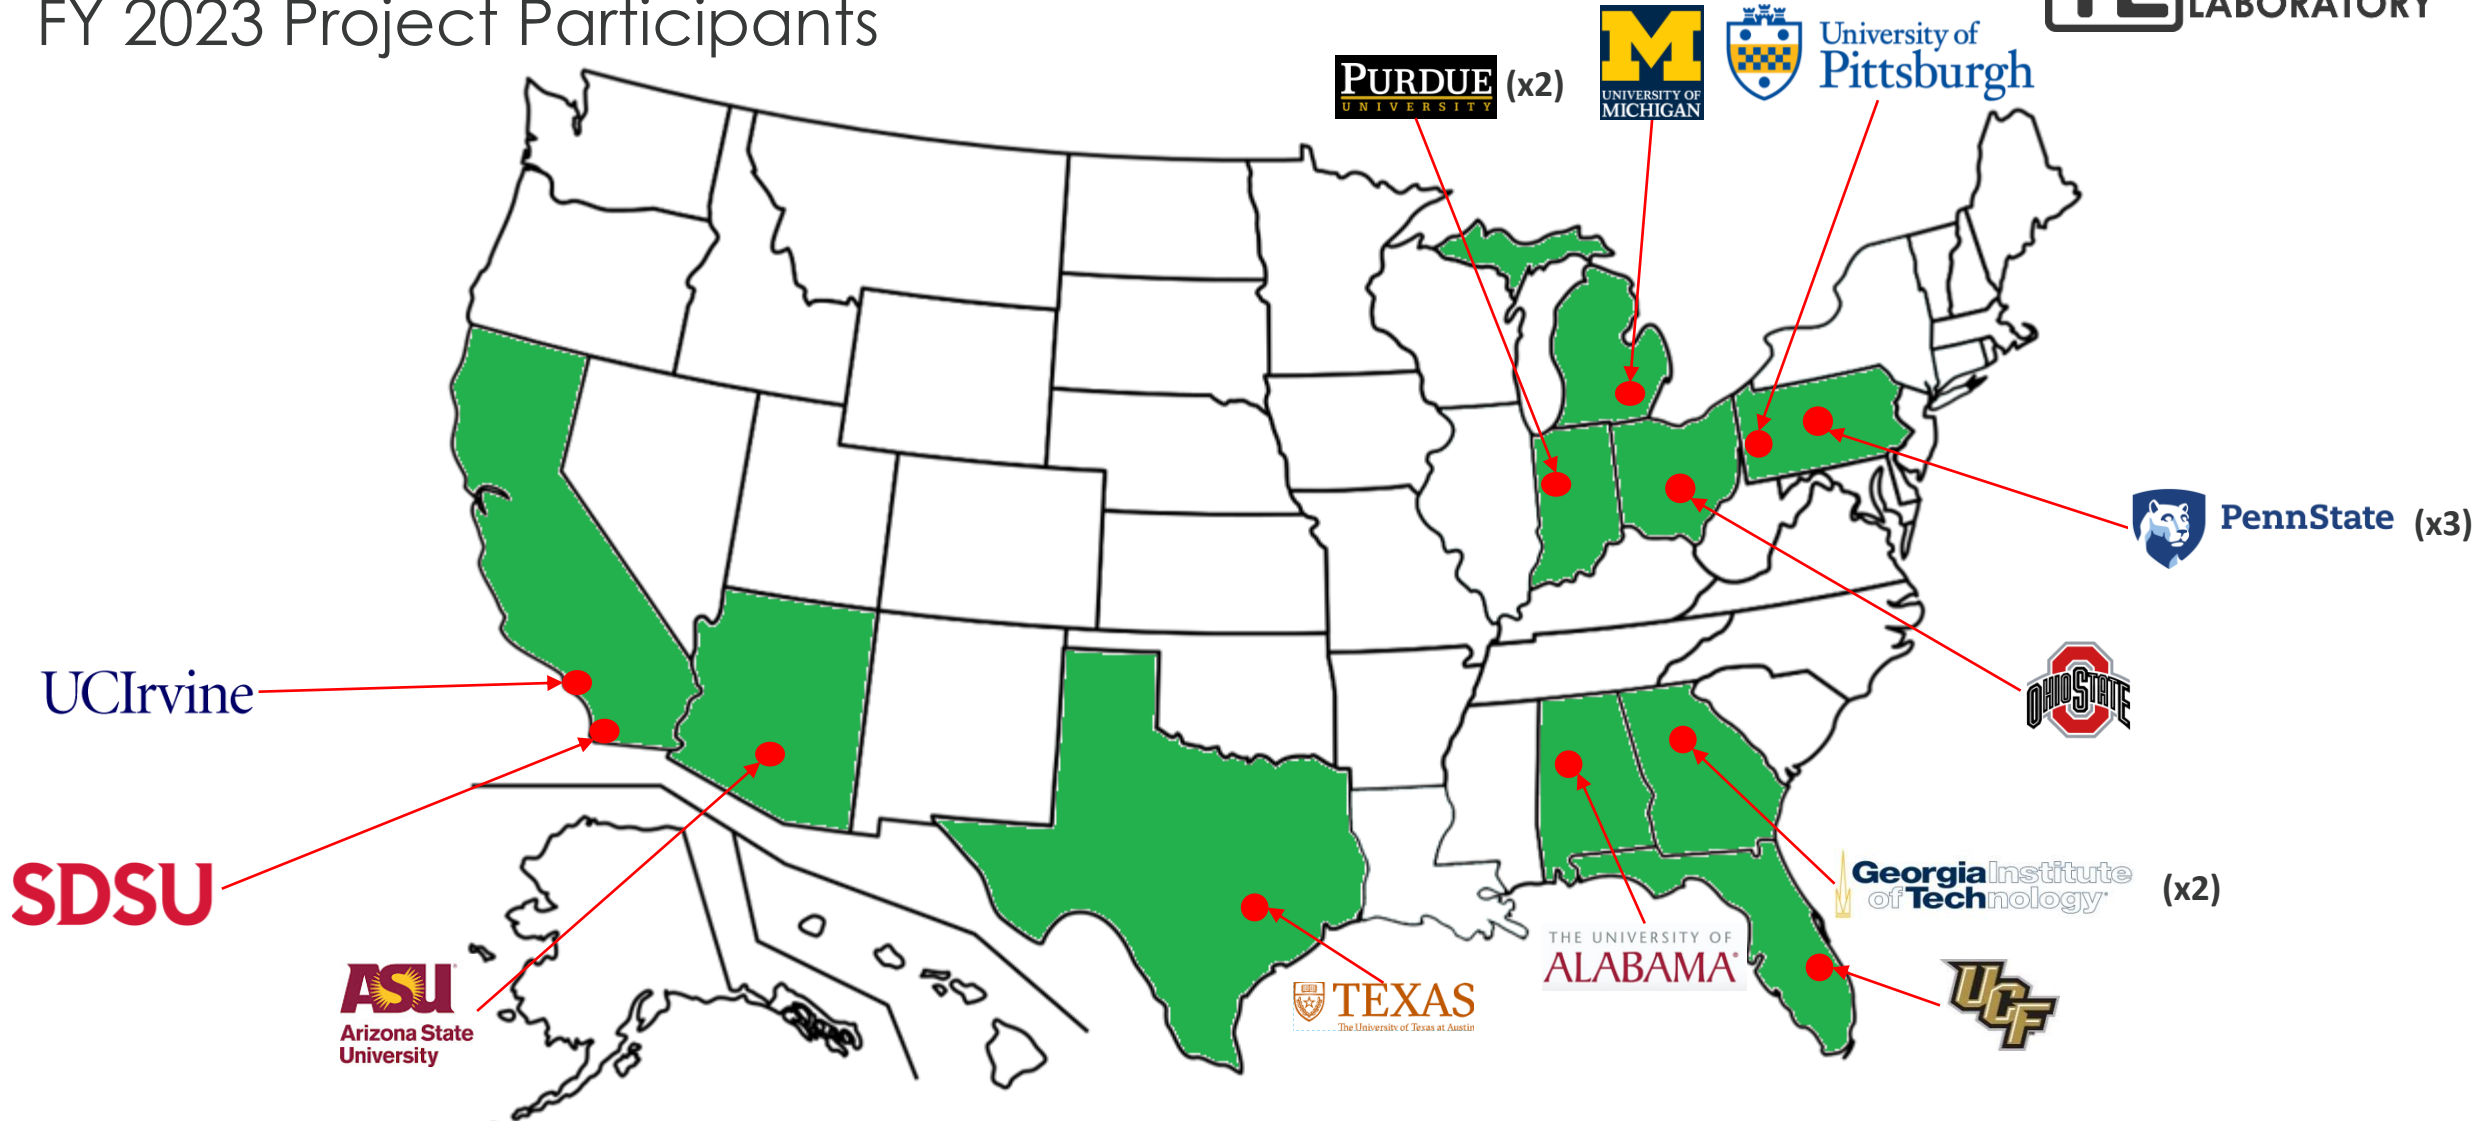 FY 2023 Project Participants
LABORATORY
PURDUE
UNIVERSITY
(x2)
M
UNIVERSITY OF
MICHIGAN
University of
Pittsburgh
PennState
(x3)
UCIrvine
OHIO STATE
SDSU
Georgia Institute
of Technology
(x2)
ASU
Arizona State
University
THE UNIVERSITY OF
ALABAMA
TEXAS
The University of Texas at Austin
UCF